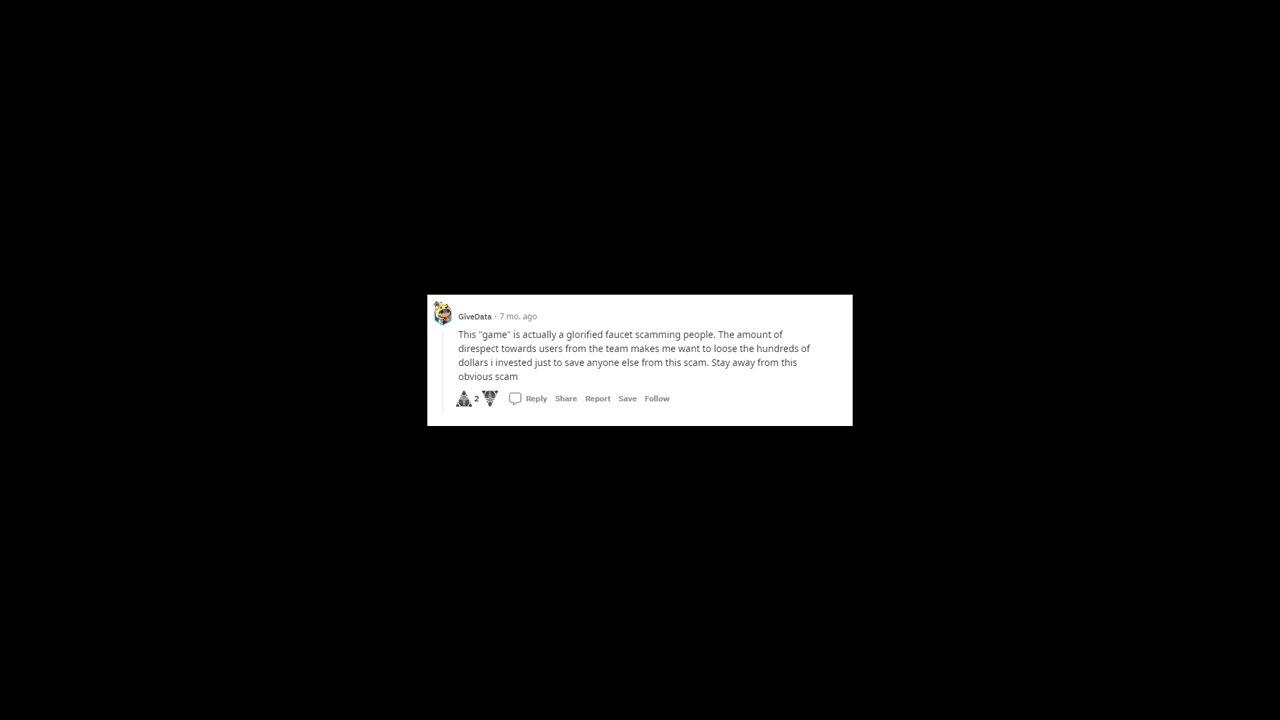 GiveData · 7 mo. ago
This "game" is actually a glorified faucet scamming people. The amount of
direspect towards users from the team makes me want to loose the hundreds of
dollars i invested just to save anyone else from this scam. Stay away from this
obvious scam
2 Reply Share Report Save Follow